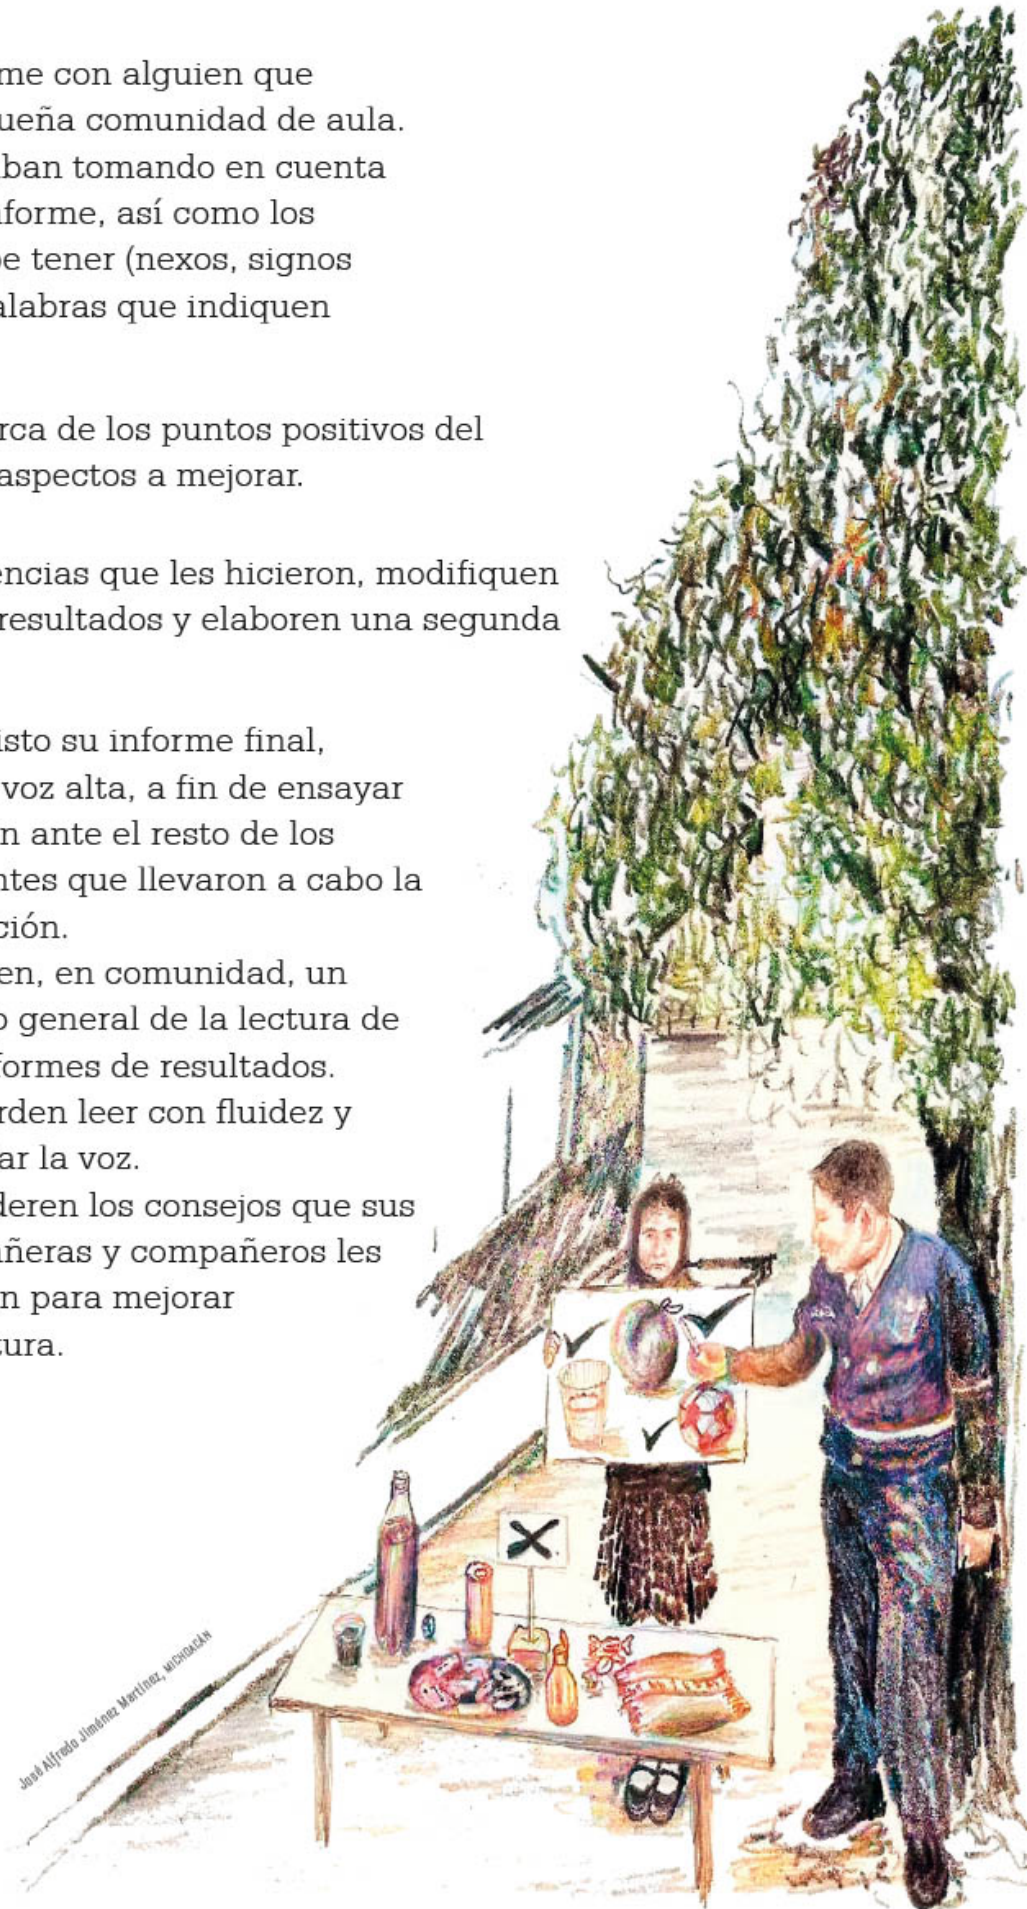 me con alguien que
ueña comunidad de aula.
ban tomando en cuenta
nforme, así como los
be tener (nexos, signos
alabras que indiquen
rca de los puntos positivos del
aspectos a mejorar.
encias que les hicieron, modifiquen
resultados y elaboren una segunda
isto su informe final,
voz alta, a fin de ensayar
n ante el resto de los
ntes que llevaron a cabo la
ción.
en, en comunidad, un
o general de la lectura de
formes de resultados.
rden leer con fluidez y
ar la voz.
deren los consejos que sus
añeras y compañeros les
n para mejorar
tura.
José Alfredo Jiménez Martínez, MICHOACÁN